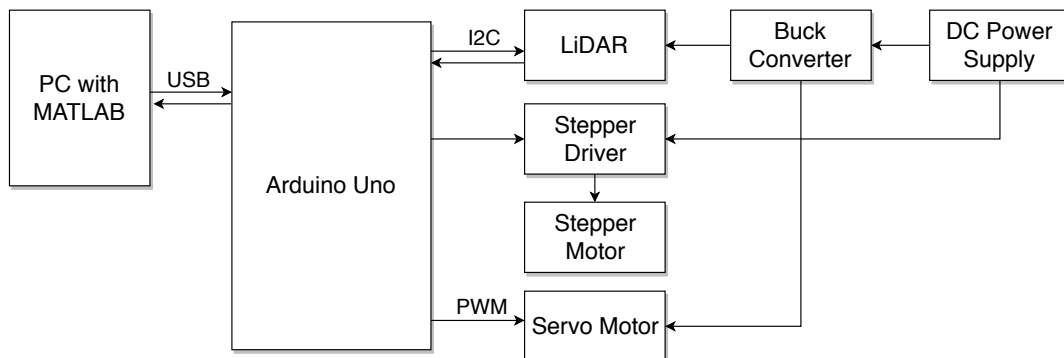 PC with
MATLAB
USB
Arduino Uno
I2C
LiDAR
Buck
Converter
DC Power
Supply
Stepper
Driver
Stepper
Motor
PWM
Servo Motor